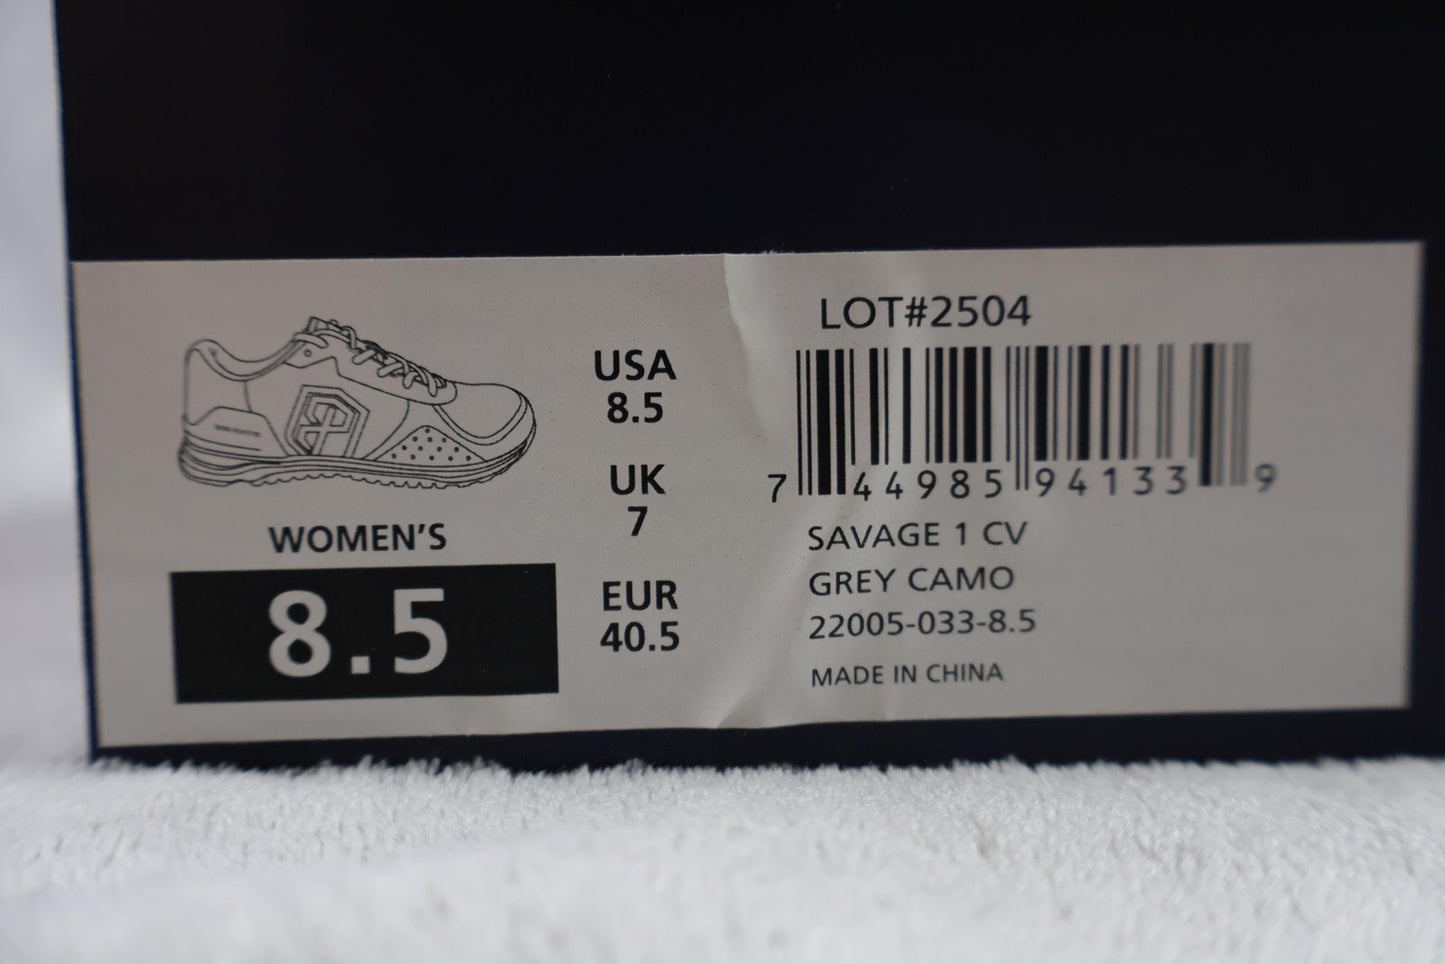 LOT#2504
7 44985 94133 9
USA
8.5
UK
7
EUR
40.5
WOMEN'S
8.5
SAVAGE 1 CV
GREY CAMO
22005-033-8.5
MADE IN CHINA